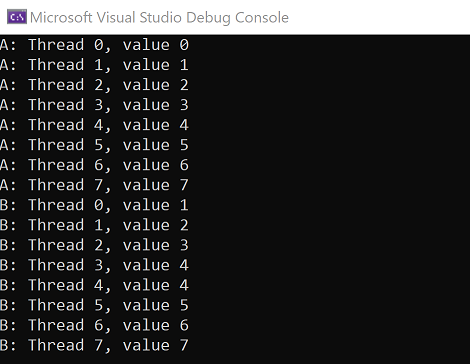 C:\ Microsoft Visual Studio Debug Console
A: Thread 0, value 0
A: Thread 1, value 1
A: Thread 2, value 2
A: Thread 3, value 3
A: Thread 4, value 4
A: Thread 5, value 5
A: Thread 6, value 6
A: Thread 7, value 7
B: Thread 0, value 1
B: Thread 1, value 2
B: Thread 2, value 3
B: Thread 3, value 4
B: Thread 4, value 4
B: Thread 5, value 5
B: Thread 6, value 6
B: Thread 7, value 7